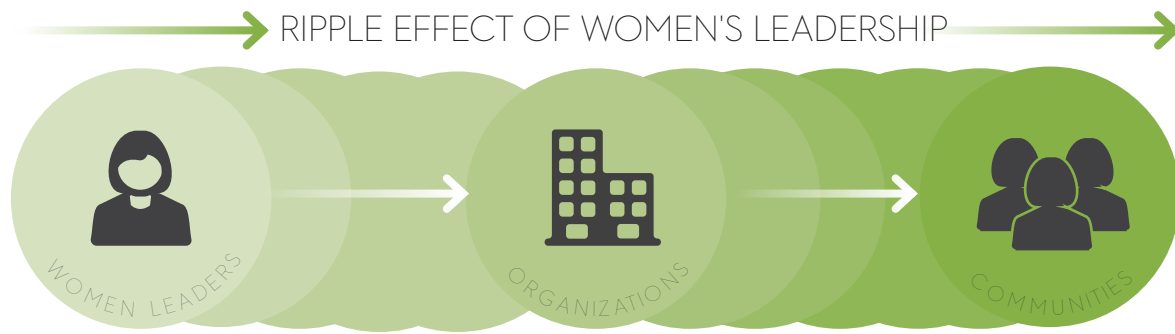 RIPPLE EFFECT OF WOMEN'S LEADERSHIP
WOMEN LEADERS
ORGANIZATIONS
COMMUNITIES